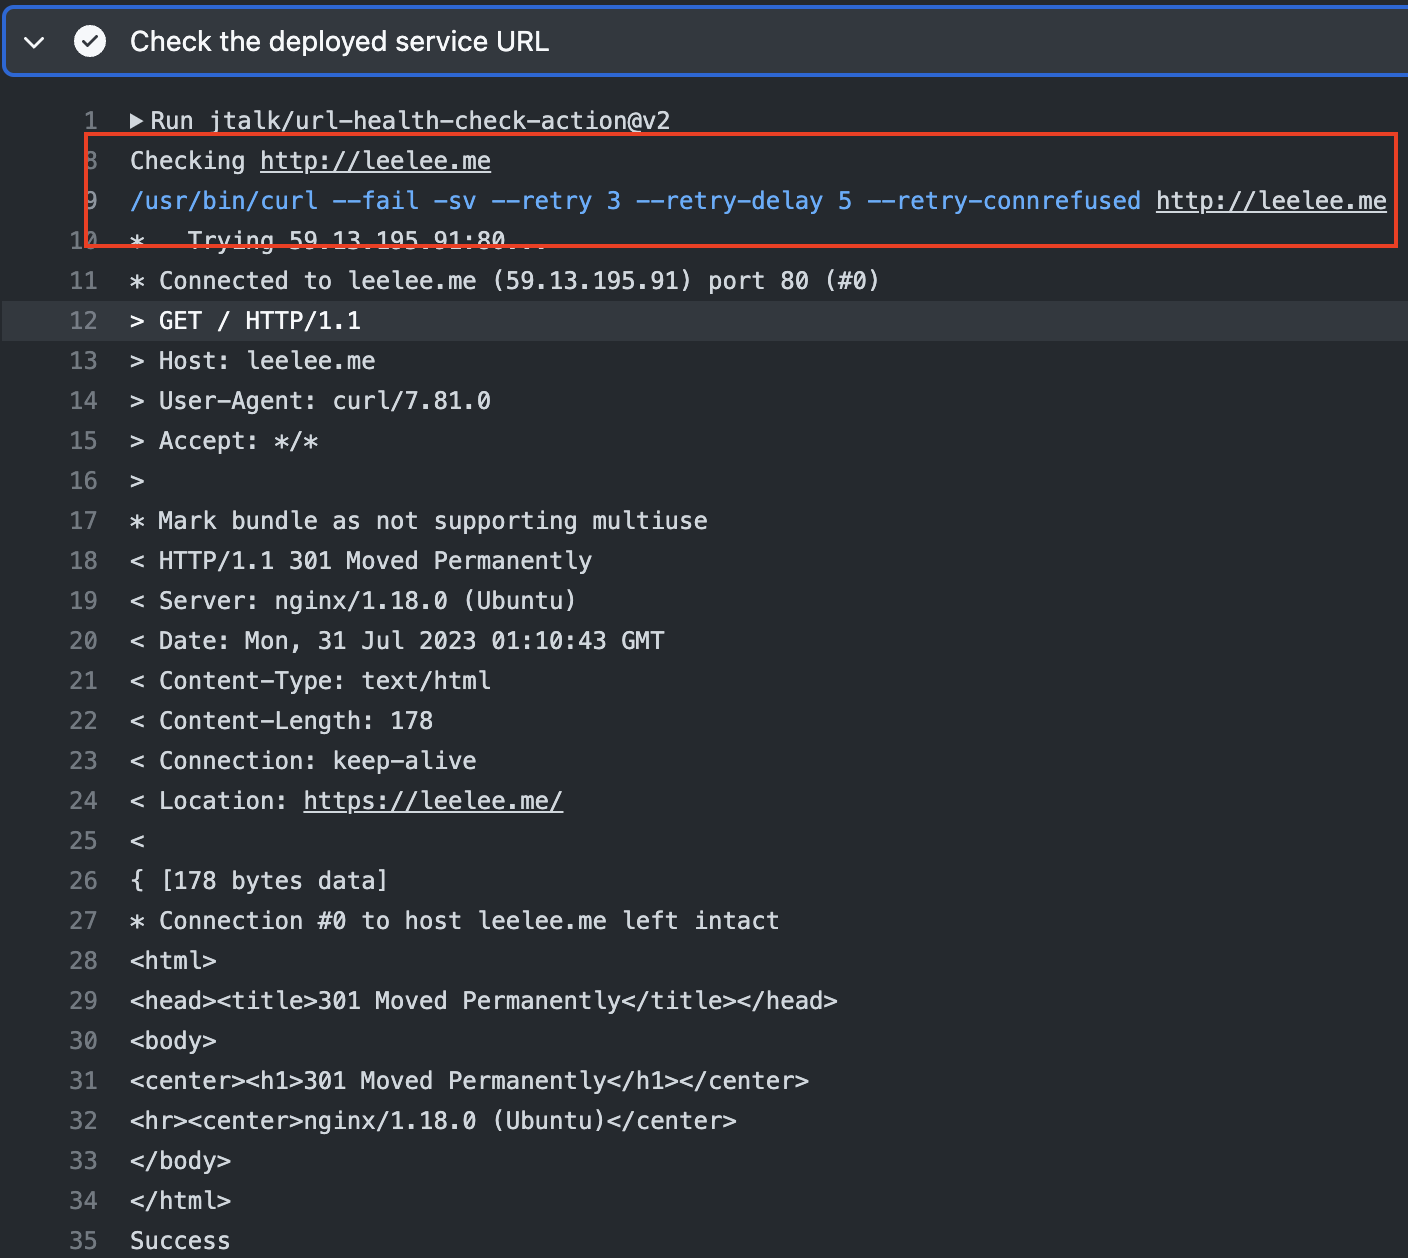 Check the deployed service URL
1 Run jtalk/url-health-check-action@v2
8 Checking http://leelee.me
9 /usr/bin/curl --fail -sv --retry 3 --retry-delay 5 --retry-connrefused http://leelee.me
10 *   Trying 59.13.195.91:80...
11 * Connected to leelee.me (59.13.195.91) port 80 (#0)
12 > GET / HTTP/1.1
13 > Host: leelee.me
14 > User-Agent: curl/7.81.0
15 > Accept: */*
16 >
17 * Mark bundle as not supporting multiuse
18 < HTTP/1.1 301 Moved Permanently
19 < Server: nginx/1.18.0 (Ubuntu)
20 < Date: Mon, 31 Jul 2023 01:10:43 GMT
21 < Content-Type: text/html
22 < Content-Length: 178
23 < Connection: keep-alive
24 < Location: https://leelee.me/
25 <
26 { [178 bytes data]
27 * Connection #0 to host leelee.me left intact
28 <html>
29 <head><title>301 Moved Permanently</title></head>
30 <body>
31 <center><h1>301 Moved Permanently</h1></center>
32 <hr><center>nginx/1.18.0 (Ubuntu)</center>
33 </body>
34 </html>
35 Success